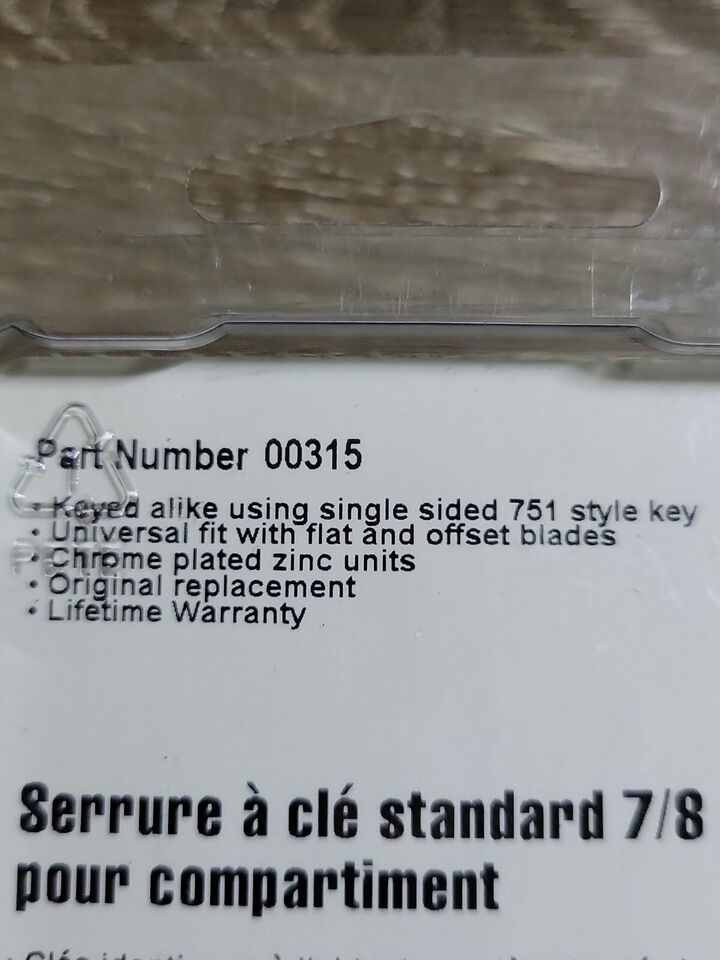 Part Number 00315
• Keyed alike using single sided 751 style key
• Universal fit with flat and offset blades
• Chrome plated zinc units
• Original replacement
• Lifetime Warranty
Serrure à clé standard 7/8
pour compartiment